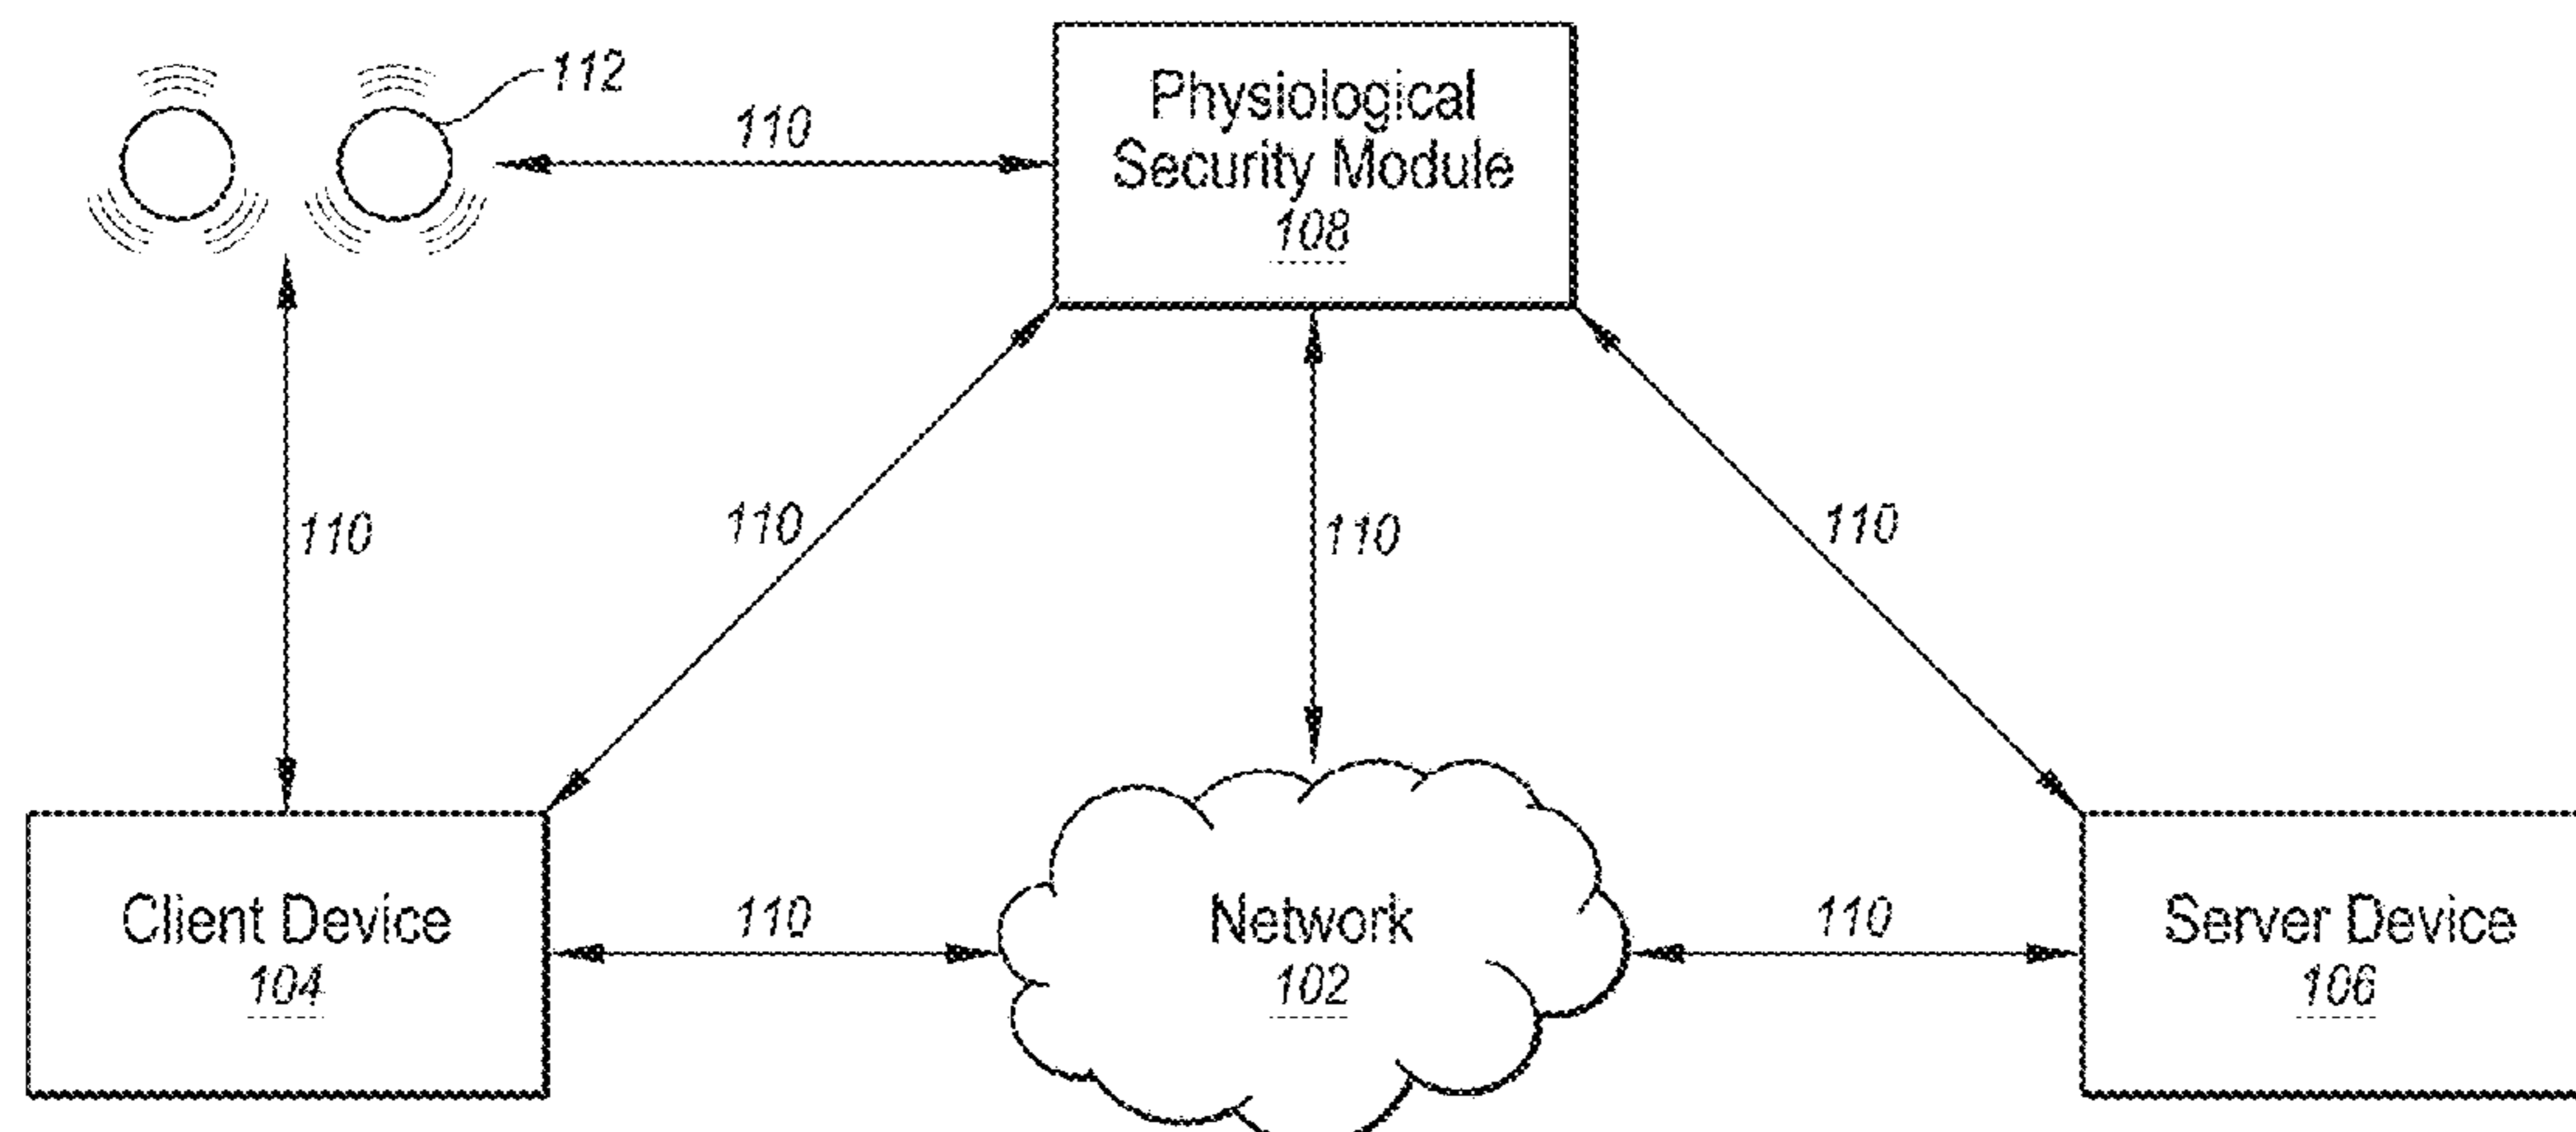 112
110
Physiological
Security Module
108
110
110
110
110
Client Device
104
110
Network
102
110
Server Device
106